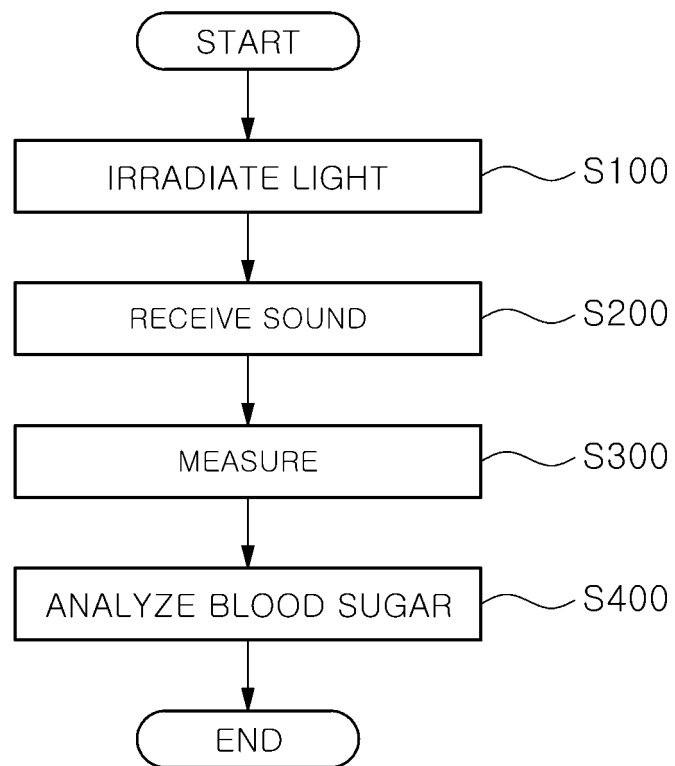 START
IRRADIATE LIGHT
S100
RECEIVE SOUND
S200
MEASURE
S300
ANALYZE BLOOD SUGAR
S400
END